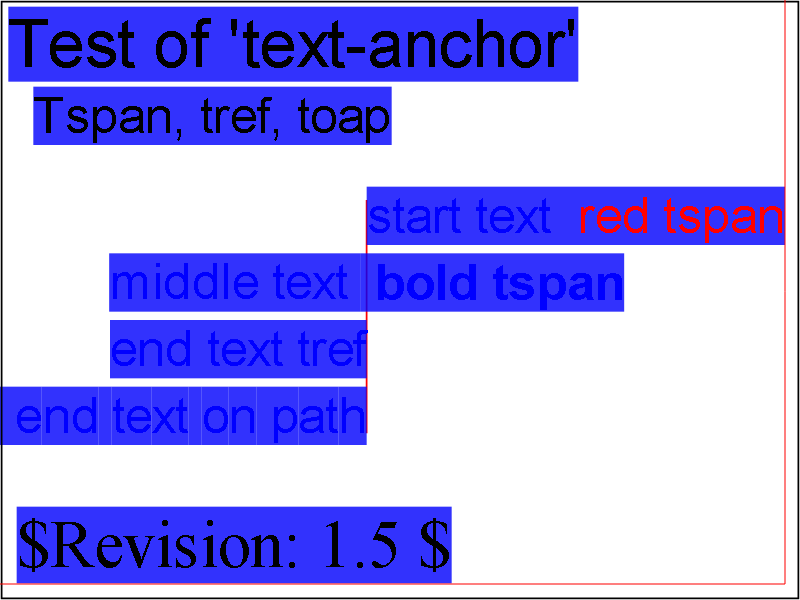 Test of 'text-anchor'
Tspan, tref, toap
start text red tspan
middle text bold tspan
end text tref
end text on path
$Revision: 1.5 $